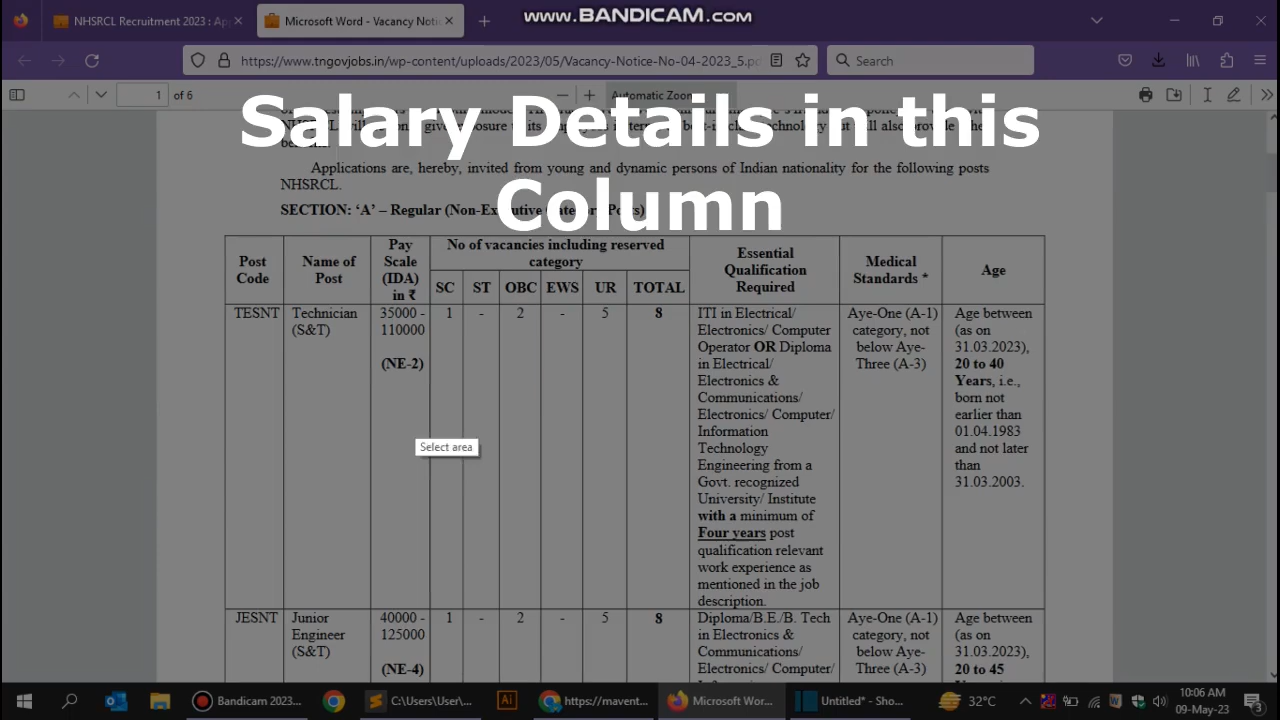 NHSRCL Recruitment 2023 : Ap
Microsoft Word - Vacancy Noti
www.BANDICAM.com
https://www.tngovjobs.in/wp-content/uploads/2023/05/Vacancy-Notice-No-04-2023_5.p
Search
1 of 6
Automatic Zoom
Salary Details in this
Column
Applications are, hereby, invited from young and dynamic persons of Indian nationality for the following posts
NHSRCL.
SECTION: ‘A’ – Regular (Non-Executive Category Posts)
Post
Code
Name of
Post
Pay
Scale
(IDA)
in ₹
No of vacancies including reserved
category
SC ST OBC EWS UR TOTAL
Essential
Qualification
Required
Medical
Standards *
Age
TESNT
Technician
(S&T)
35000 -
110000
(NE-2)
1 - 2 - 5 8
ITI in Electrical/
Electronics/ Computer
Operator OR Diploma
in Electrical/
Electronics &
Communications/
Electronics/ Computer/
Information
Technology
Engineering from a
Govt. recognized
University/ Institute
with a minimum of
Four years post
qualification relevant
work experience as
mentioned in the job
description.
Aye-One (A-1)
category, not
below Aye-
Three (A-3)
Age between
(as on
31.03.2023),
20 to 40
Years, i.e.,
born not
earlier than
01.04.1983
and not later
than
31.03.2003.
Select area
JESNT
Junior
Engineer
(S&T)
40000 -
125000
(NE-4)
1 - 2 - 5 8
Diploma/B.E./B. Tech
in Electronics &
Communications/
Electronics/ Computer/
Aye-One (A-1)
category, not
below Aye-
Three (A-3)
Age between
(as on
31.03.2023),
20 to 45
Bandicam 2023...
C:\Users\User\...
Ai
https://mavent...
Microsoft Wor...
Untitled* - Sho...
32°C
10:06 AM
09-May-23
3